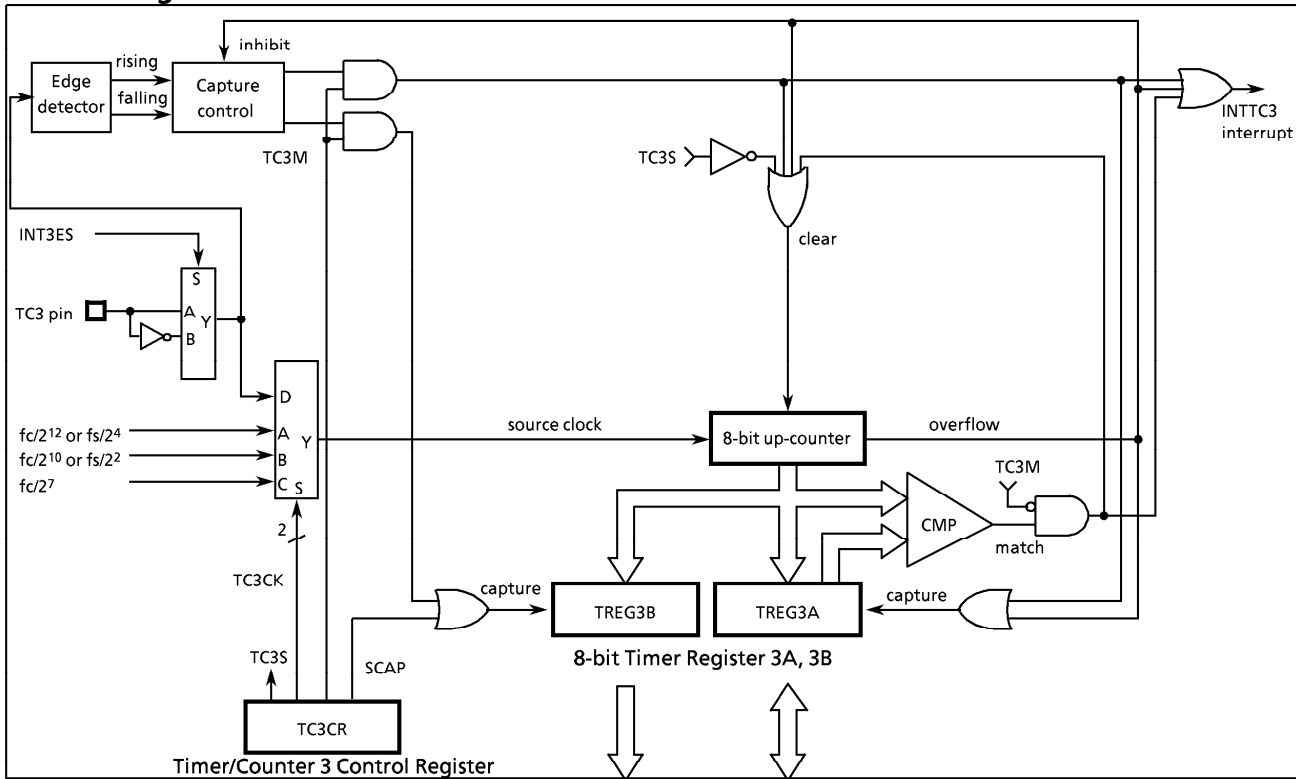 inhibit
rising
falling
Edge
detector
Capture
control
TC3M
TC3S
INTTC3
interrupt
clear
INT3ES
S
TC3 pin
A
Y
B
D
fc/2¹² or fs/2⁴
A
Y
fc/2¹⁰ or fs/2²
B
fc/2⁷
C S
source clock
8-bit up-counter
overflow
TC3M
CMP
match
2
TC3CK
capture
TREG3B
TREG3A
capture
8-bit Timer Register 3A, 3B
TC3S
SCAP
TC3CR
Timer/Counter 3 Control Register